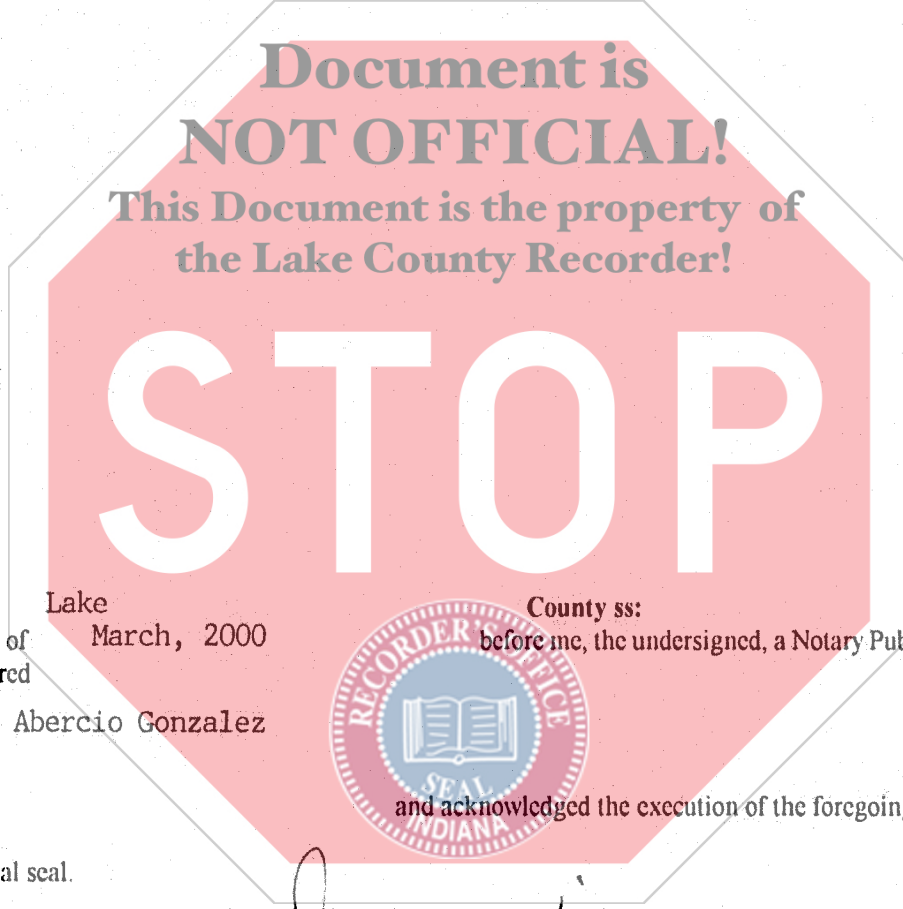 Document is
NOT OFFICIAL!
This Document is the property of
the Lake County Recorder!
STOP
Lake County ss:
of March, 2000 before me, the undersigned, a Notary Pub
red
Abercio Gonzalez
RECORDER'S OFFICE
SEAL
INDIANA
and acknowledged the execution of the foregoin
al seal.